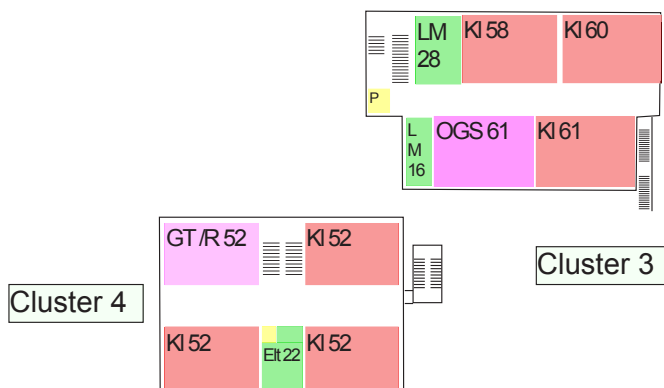 LM
28
KI 58
KI 60
P
L
M
16
OGS 61
KI 61
GT /R 52
KI 52
Cluster 3
Cluster 4
KI 52
Elt 22
KI 52